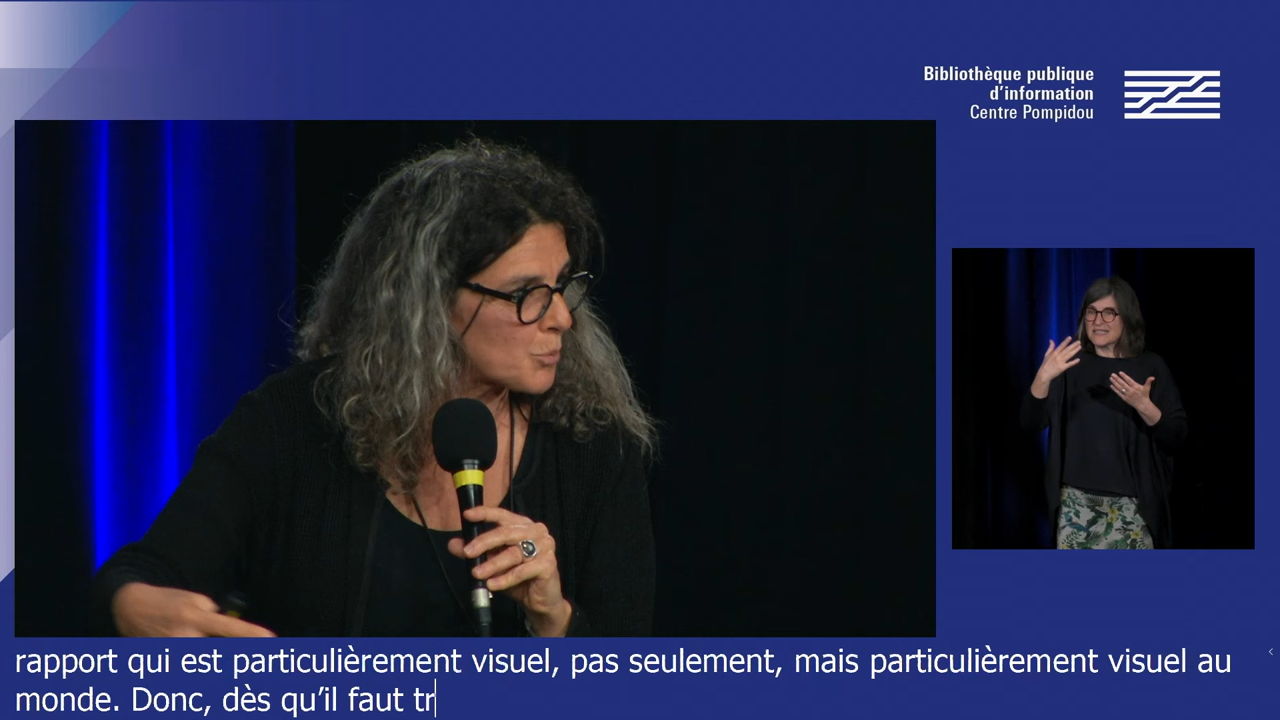 Bibliothèque publique
d'information
Centre Pompidou
rapport qui est particulièrement visuel, pas seulement, mais particulièrement visuel au
monde. Donc, dès qu'il faut tr